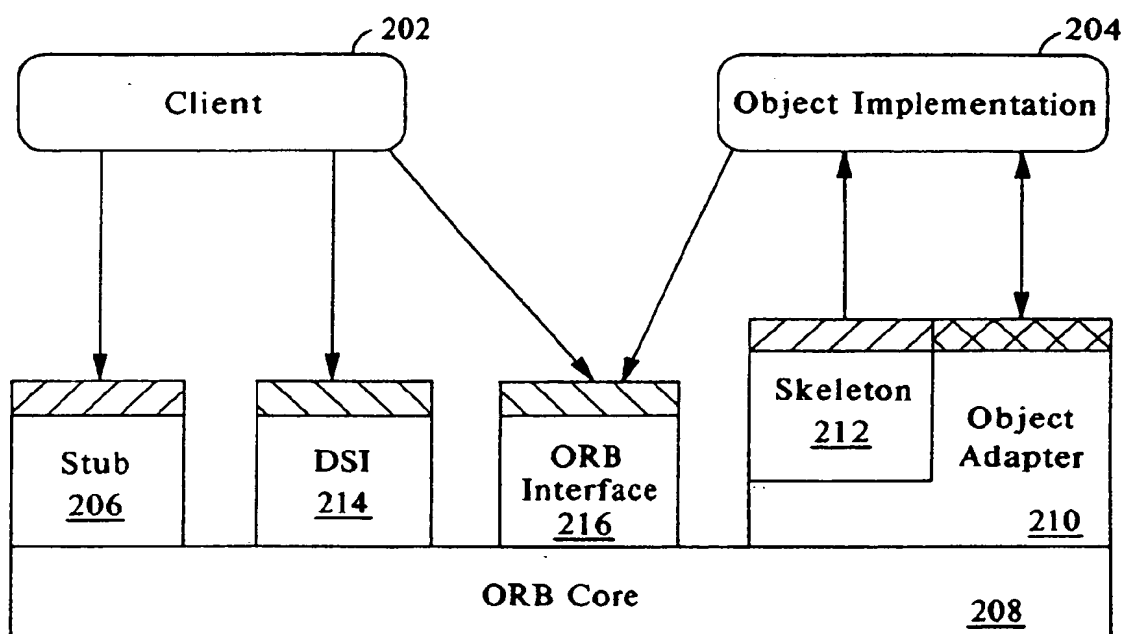 202
204
Client
Object Implementation
Stub
206
DSI
214
ORB
Interface
216
Skeleton
212
Object
Adapter
210
ORB Core
208